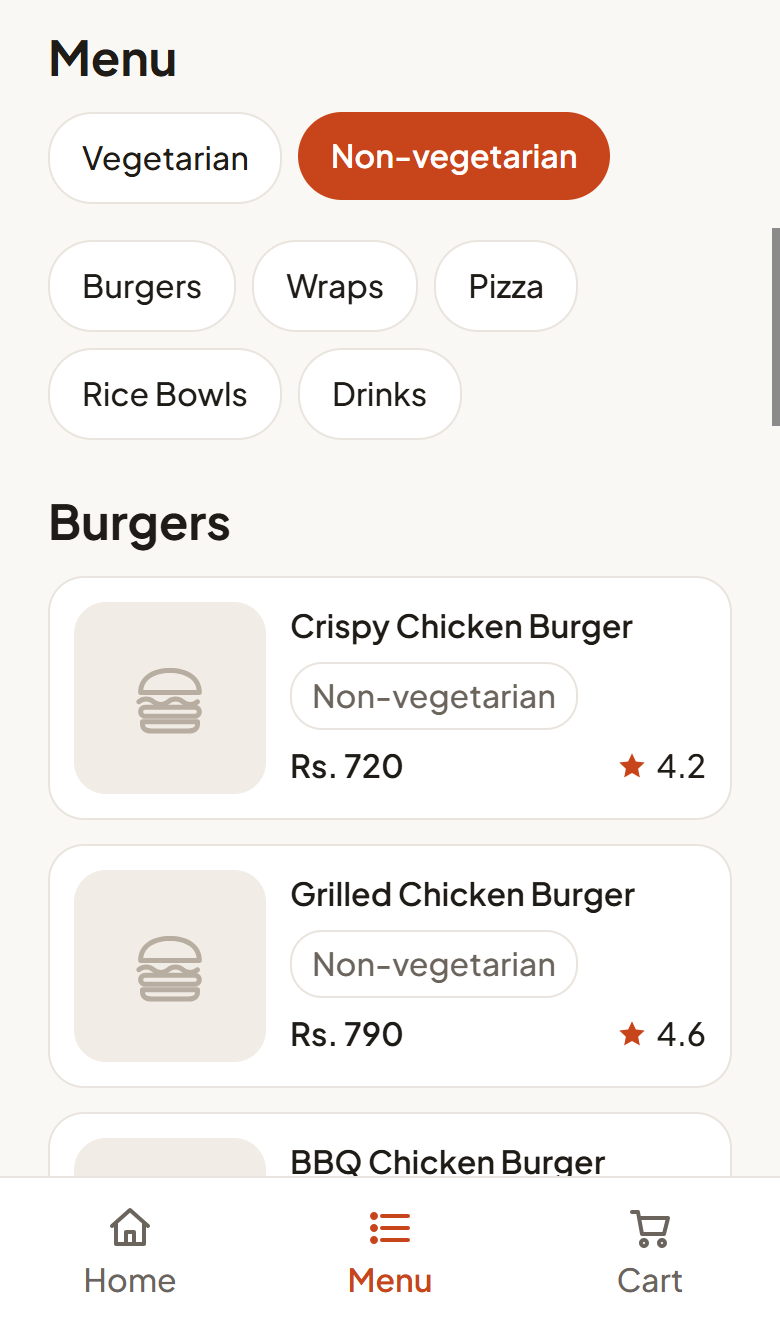 Menu
Vegetarian
Non-vegetarian
Burgers
Wraps
Pizza
Rice Bowls
Drinks
Burgers
Crispy Chicken Burger
Non-vegetarian
Rs. 720
4.2
Grilled Chicken Burger
Non-vegetarian
Rs. 790
4.6
BBQ Chicken Burger
Home
Menu
Cart